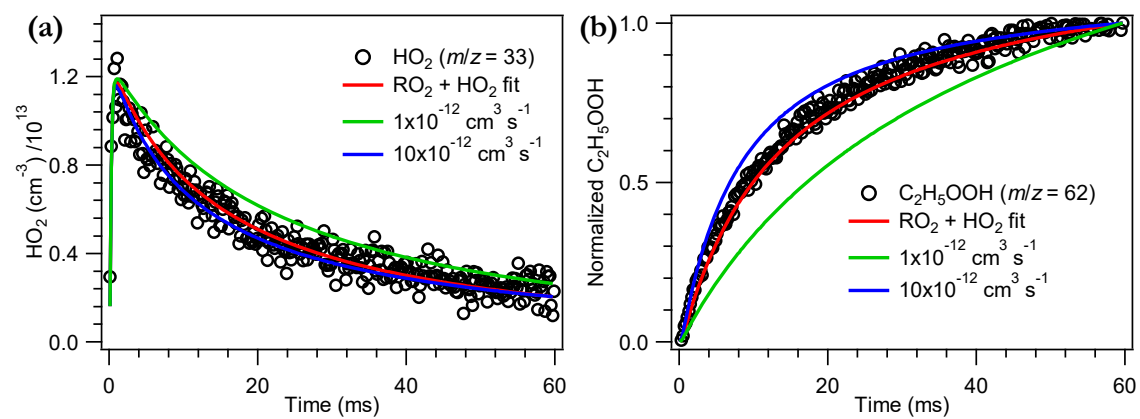 (a)
HO₂ (m/z = 33)
RO₂ + HO₂ fit
1x10⁻¹² cm³ s⁻¹
10x10⁻¹² cm³ s⁻¹
HO₂ (cm⁻³) /10¹³
1.2
0.8
0.4
0.0
0 20 40 60
Time (ms)
(b)
C₂H₅OOH (m/z = 62)
RO₂ + HO₂ fit
1x10⁻¹² cm³ s⁻¹
10x10⁻¹² cm³ s⁻¹
Normalized C₂H₅OOH
1.0
0.5
0.0
0 20 40 60
Time (ms)